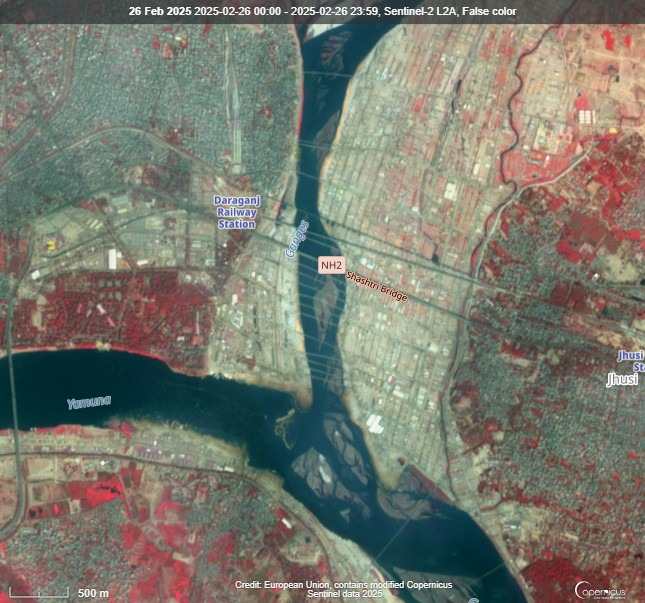 26 Feb 2025 2025-02-26 00:00 - 2025-02-26 23:59, Sentinel-2 L2A, False color
Daraganj
Railway
Station
Ganges
NH2
Shashtri Bridge
Jhusi
Jhusi
Yamuna
500 m
Credit: European Union, contains modified Copernicus
Sentinel data 2025
Copernicus